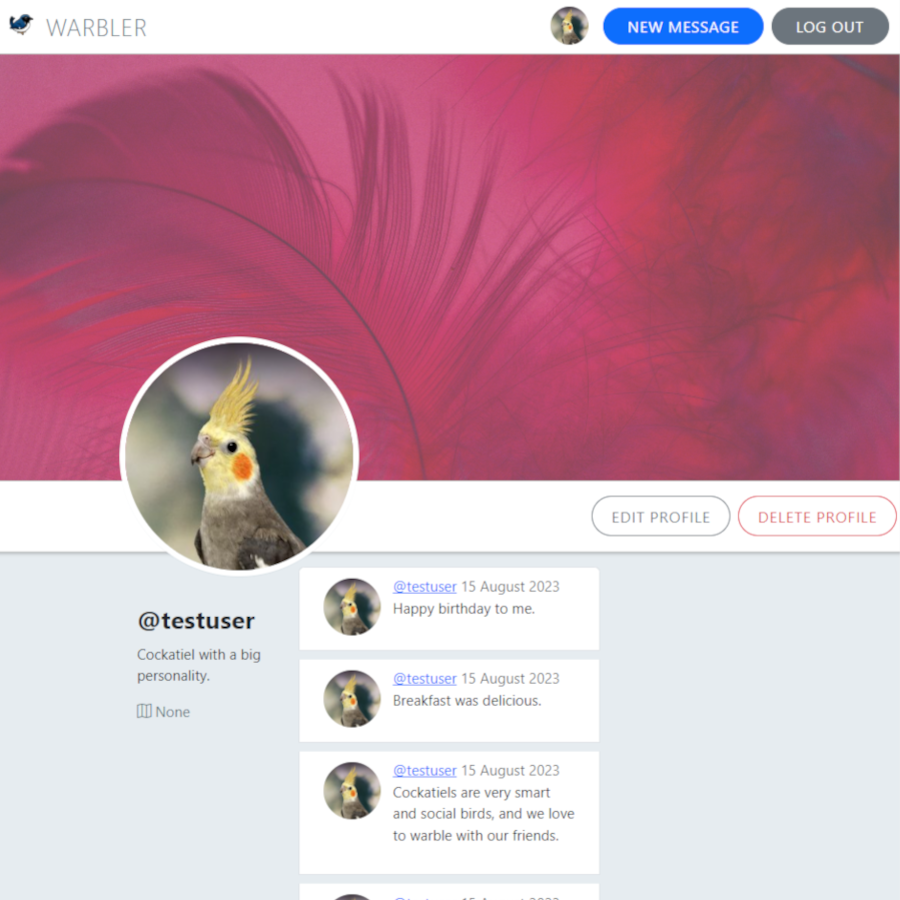 WARBLER
NEW MESSAGE
LOG OUT
EDIT PROFILE
DELETE PROFILE
@testuser
Cockatiel with a big
personality.
None
@testuser 15 August 2023
Happy birthday to me.
@testuser 15 August 2023
Breakfast was delicious.
@testuser 15 August 2023
Cockatiels are very smart
and social birds, and we love
to warble with our friends.